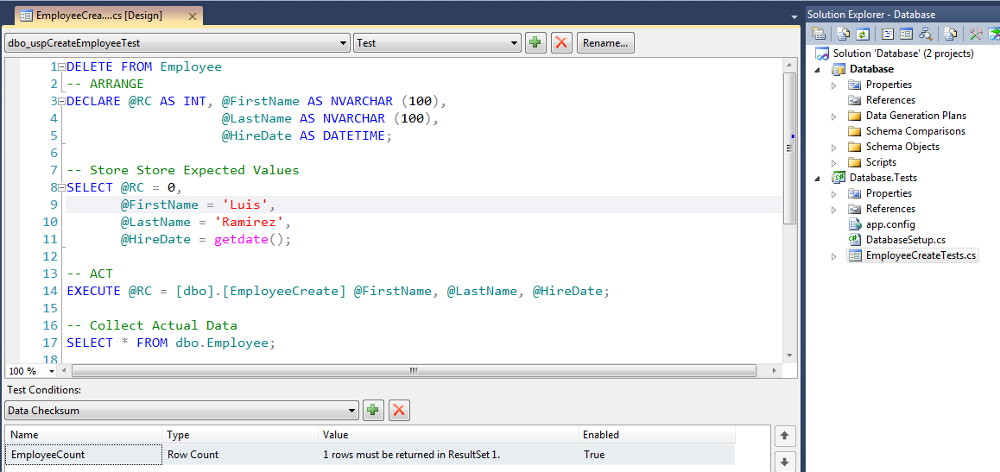 EmployeeCrea....cs [Design]
dbo_uspCreateEmployeeTest Test Rename...
1 DELETE FROM Employee
2 -- ARRANGE
3 DECLARE @RC AS INT, @FirstName AS NVARCHAR (100),
4 @LastName AS NVARCHAR (100),
5 @HireDate AS DATETIME;
6
7 -- Store Store Expected Values
8 SELECT @RC = 0,
9 @FirstName = 'Luis',
10 @LastName = 'Ramirez',
11 @HireDate = getdate();
12
13 -- ACT
14 EXECUTE @RC = [dbo].[EmployeeCreate] @FirstName, @LastName, @HireDate;
15
16 -- Collect Actual Data
17 SELECT * FROM dbo.Employee;
18
100 %
Test Conditions:
Data Checksum
Name Type Value Enabled
EmployeeCount Row Count 1 rows must be returned in ResultSet 1. True
Solution Explorer - Database
Solution 'Database' (2 projects)
Database
Properties
References
Data Generation Plans
Schema Comparisons
Schema Objects
Scripts
Database.Tests
Properties
References
app.config
DatabaseSetup.cs
EmployeeCreateTests.cs